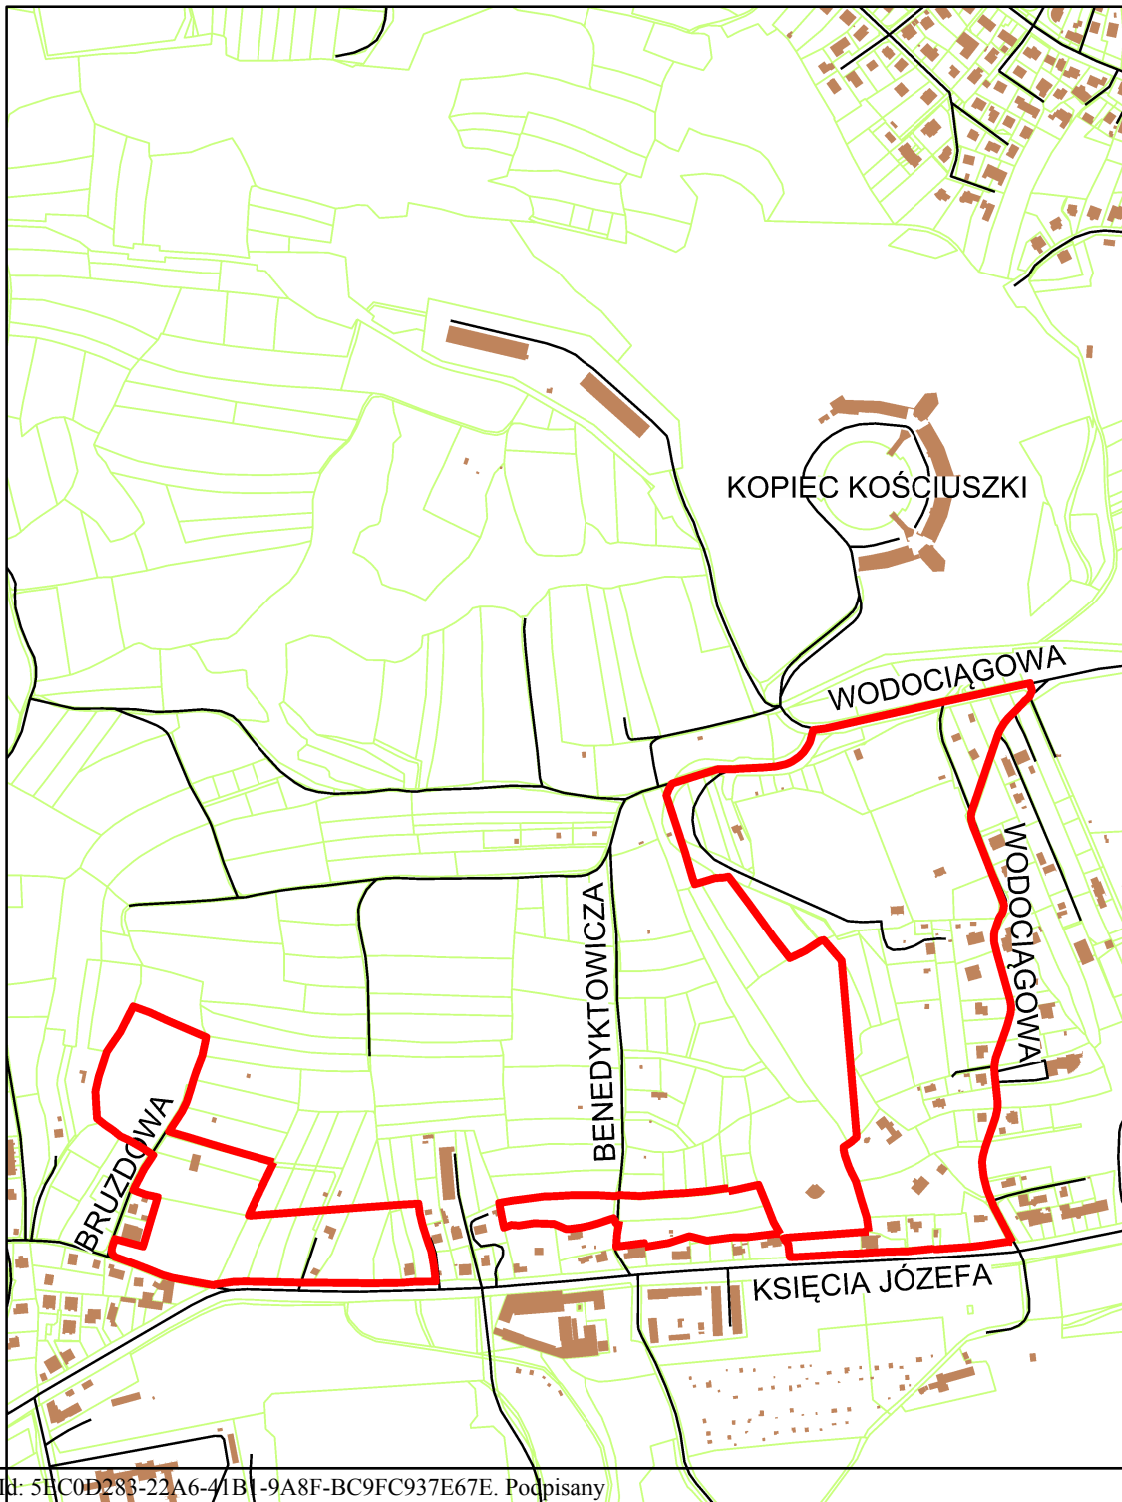 KOPIEC KOŚCIUSZKI
WODOCIĄGOWA
WODOCIĄGOWA
BENEDYKTOWICZA
BRUZDOWA
KSIĘCIA JÓZEFA
Id: 5EC0D283-22A6-41B1-9A8F-BC9FC937E67E. Podpisany